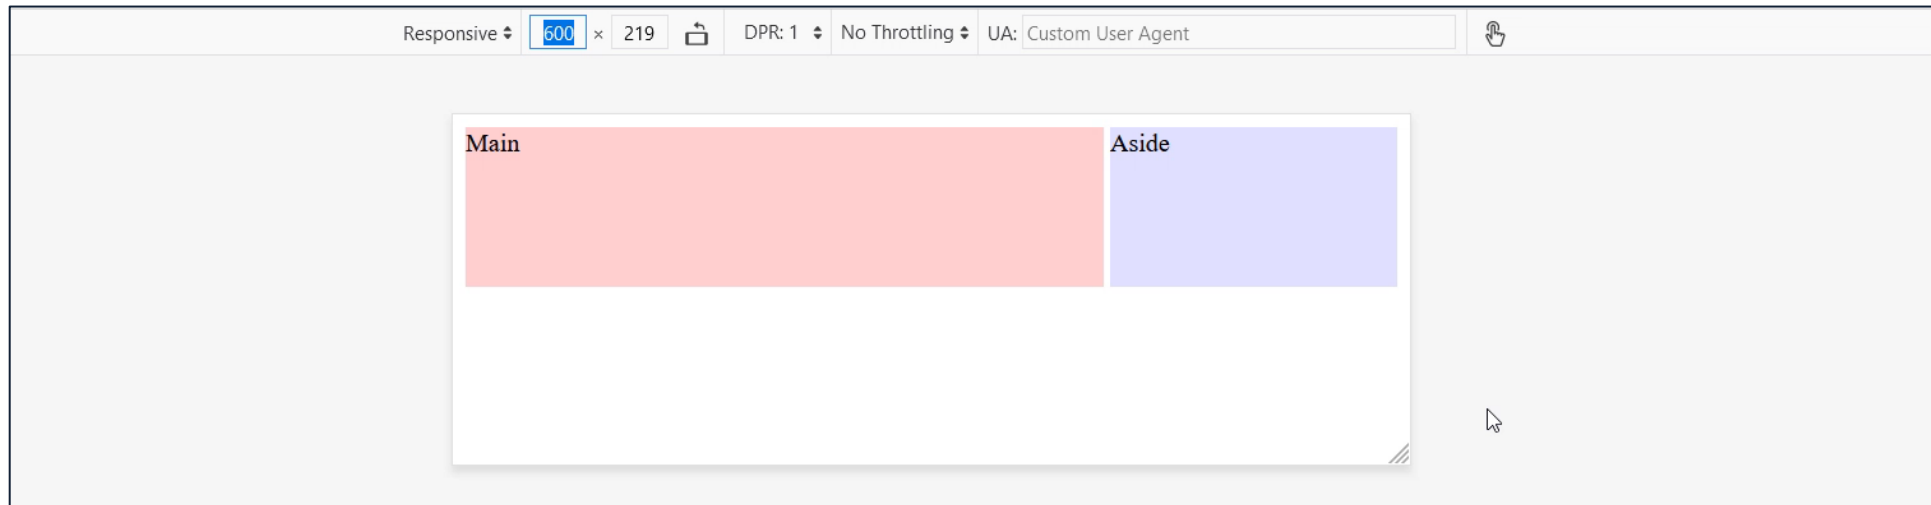 Responsive 600 × 219 DPR: 1 No Throttling UA: Custom User Agent
Main Aside